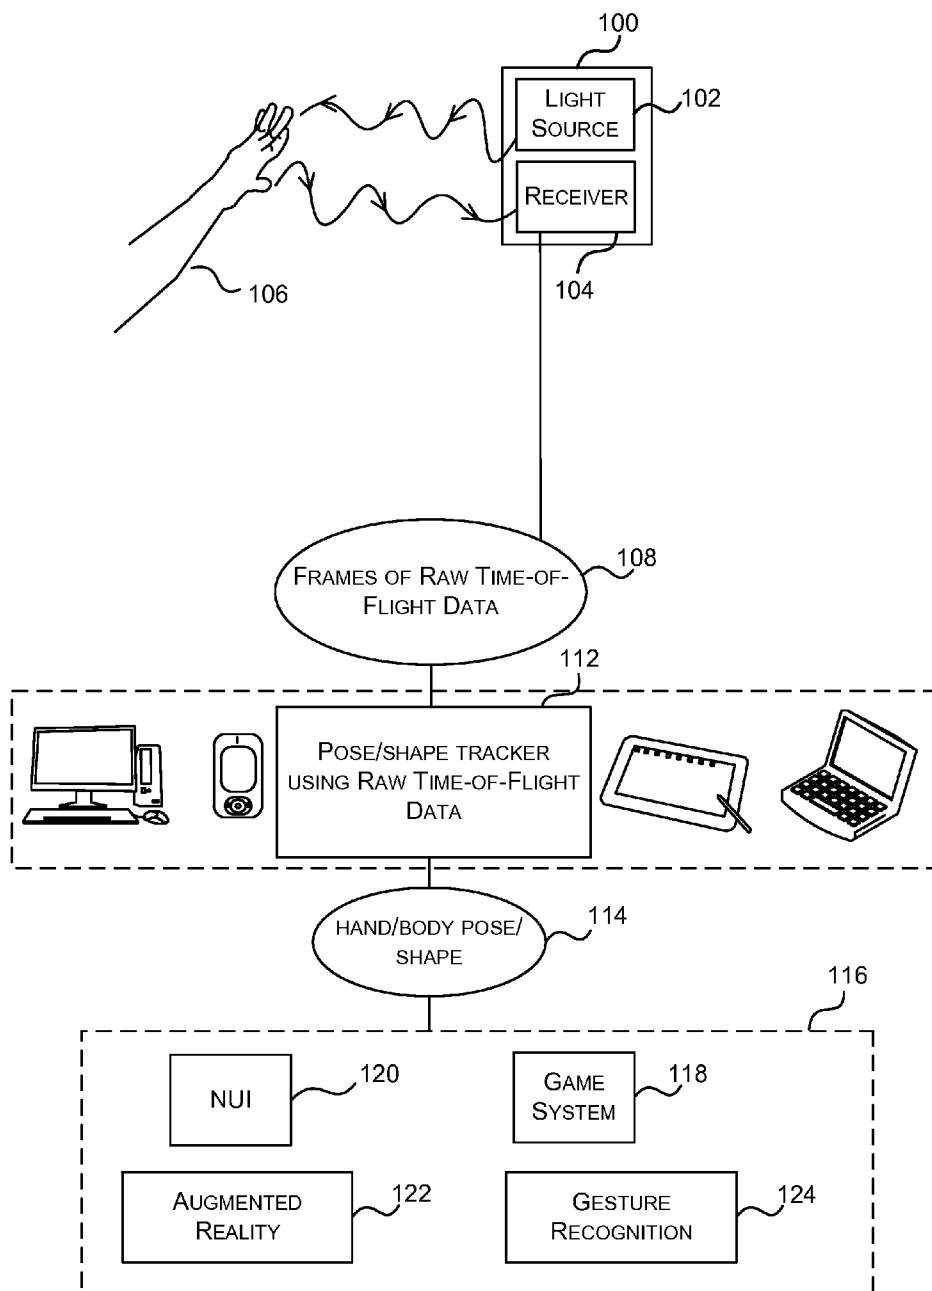 100
LIGHT
SOURCE
102
RECEIVER
104
106
108
FRAMES OF RAW TIME-OF-
FLIGHT DATA
112
POSE/SHAPE TRACKER
USING RAW TIME-OF-FLIGHT
DATA
HAND/BODY POSE/
SHAPE
114
116
NUI
120
GAME
SYSTEM
118
AUGMENTED
REALITY
122
GESTURE
RECOGNITION
124